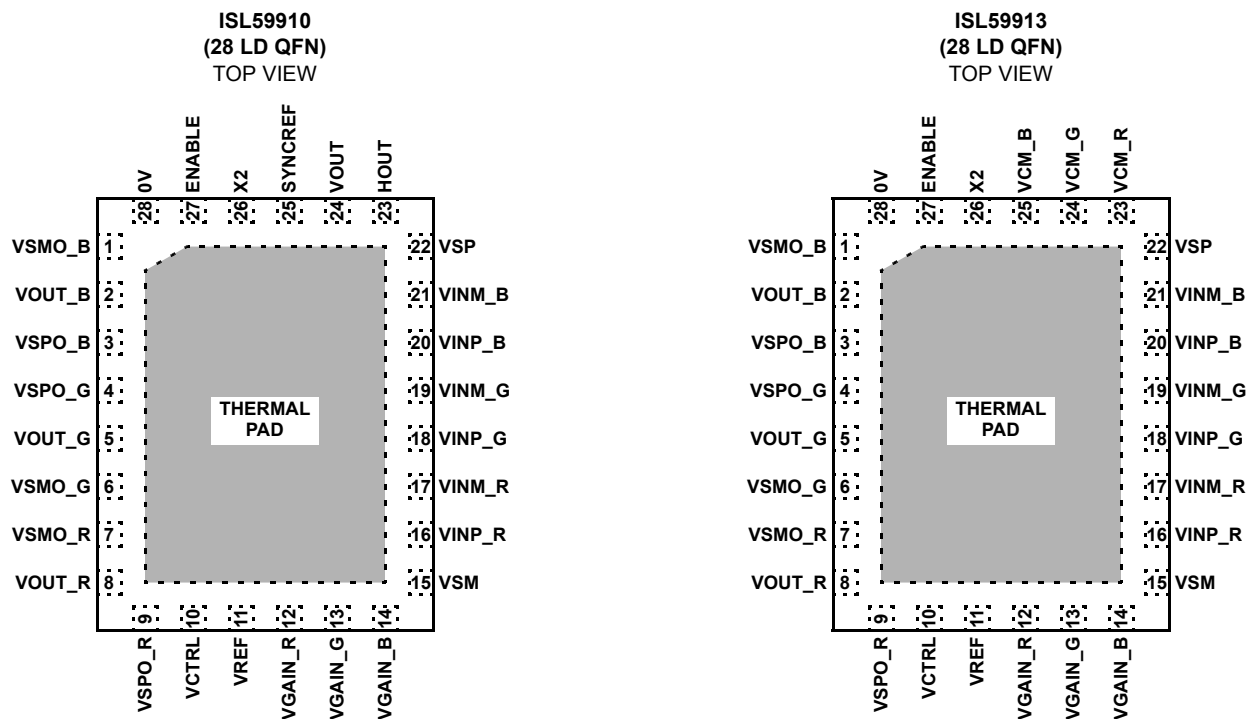 ISL59910
(28 LD QFN)
TOP VIEW
28 0V
27 ENABLE
26 X2
25 SYNCREF
24 VOUT
23 HOUT
VSMO_B 1
VOUT_B 2
VSPO_B 3
VSPO_G 4
VOUT_G 5
VSMO_G 6
VSMO_R 7
VOUT_R 8
THERMAL
PAD
22 VSP
21 VINM_B
20 VINP_B
19 VINM_G
18 VINP_G
17 VINM_R
16 VINP_R
15 VSM
VSPO_R 9
VCTRL 10
VREF 11
VGAIN_R 12
VGAIN_G 13
VGAIN_B 14
ISL59913
(28 LD QFN)
TOP VIEW
28 0V
27 ENABLE
26 X2
25 VCM_B
24 VCM_G
23 VCM_R
VSMO_B 1
VOUT_B 2
VSPO_B 3
VSPO_G 4
VOUT_G 5
VSMO_G 6
VSMO_R 7
VOUT_R 8
THERMAL
PAD
22 VSP
21 VINM_B
20 VINP_B
19 VINM_G
18 VINP_G
17 VINM_R
16 VINP_R
15 VSM
VSPO_R 9
VCTRL 10
VREF 11
VGAIN_R 12
VGAIN_G 13
VGAIN_B 14